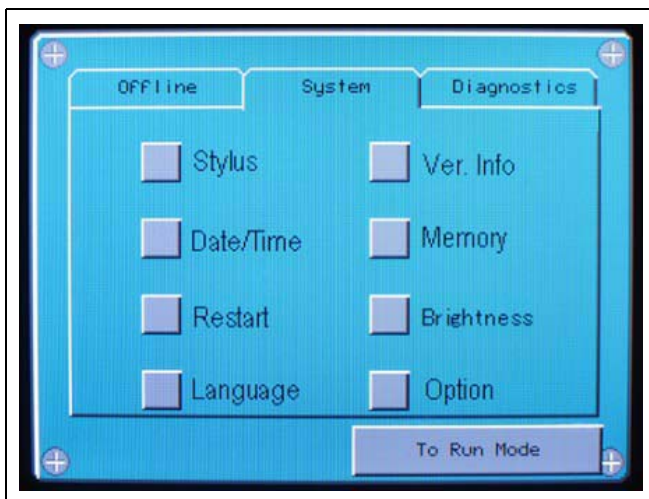 Offline System Diagnostics
Stylus Ver. Info
Date/Time Memory
Restart Brightness
Language Option
To Run Mode